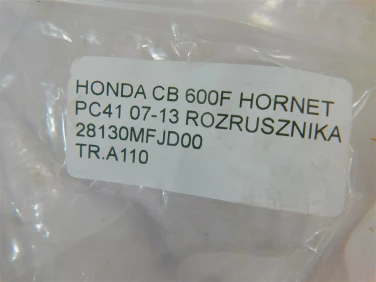 HONDA CB 600F HORNET
PC41 07-13 ROZRUSZNIKA
28130MFJD00
TR.A110